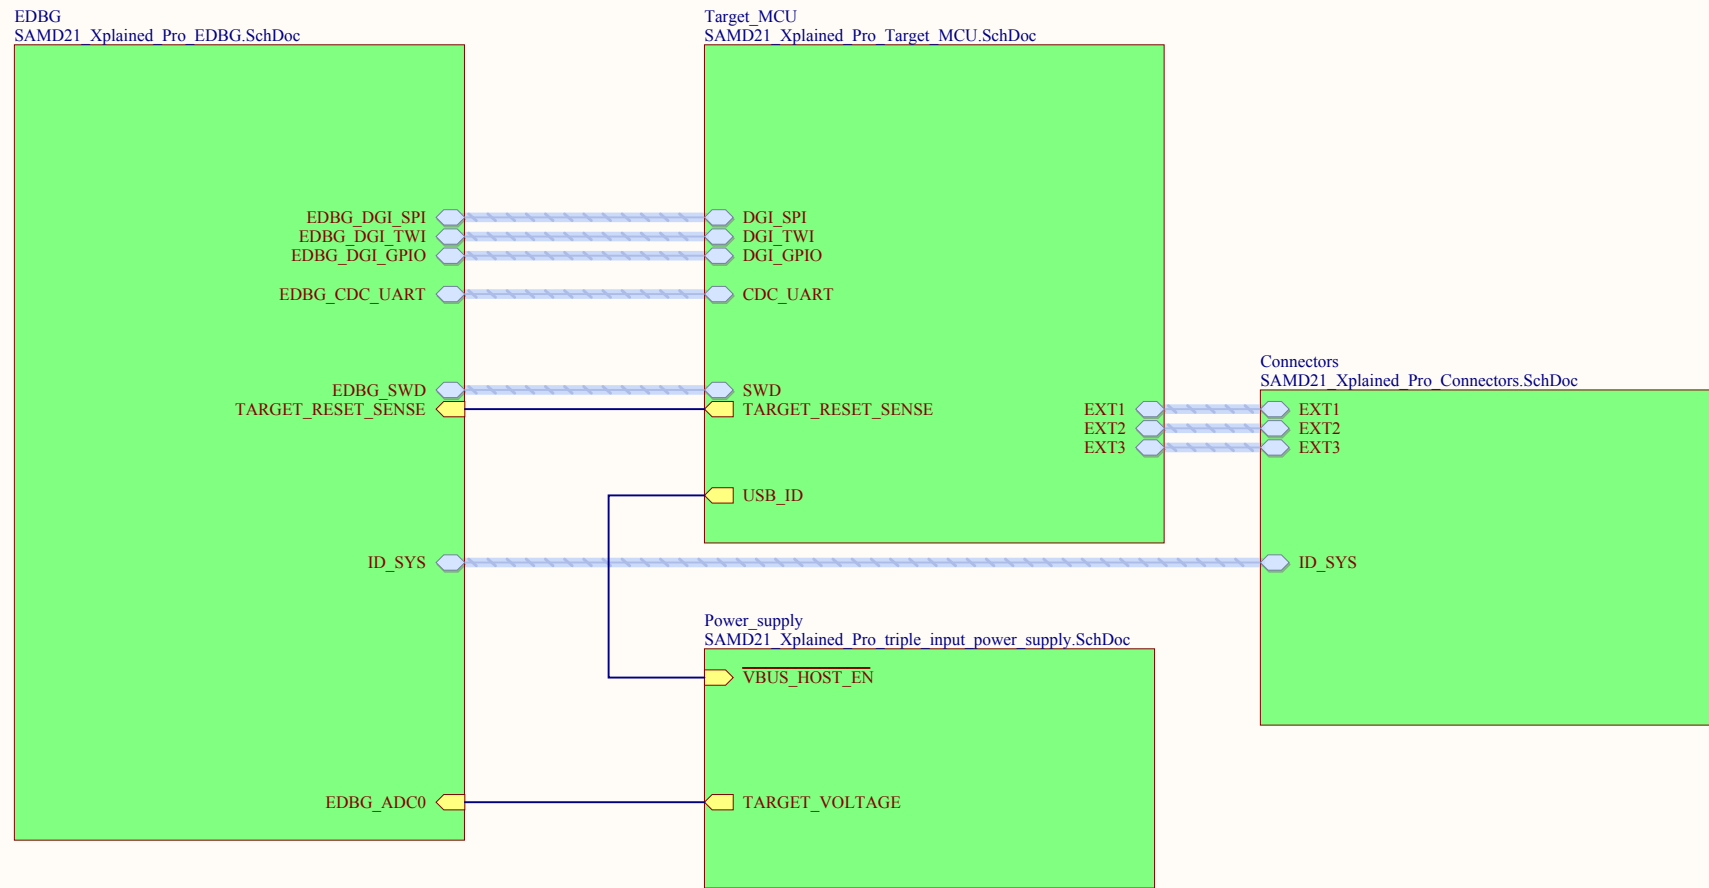 EDBG
SAMD21_Xplained_Pro_EDBG.SchDoc
EDBG_DGI_SPI
EDBG_DGI_TWI
EDBG_DGI_GPIO
EDBG_CDC_UART
EDBG_SWD
TARGET_RESET_SENSE
ID_SYS
EDBG_ADC0
Target_MCU
SAMD21_Xplained_Pro_Target_MCU.SchDoc
DGI_SPI
DGI_TWI
DGI_GPIO
CDC_UART
SWD
TARGET_RESET_SENSE
USB_ID
EXT1
EXT2
EXT3
Connectors
SAMD21_Xplained_Pro_Connectors.SchDoc
EXT1
EXT2
EXT3
ID_SYS
Power_supply
SAMD21_Xplained_Pro_triple_input_power_supply.SchDoc
VBUS_HOST_EN
TARGET_VOLTAGE